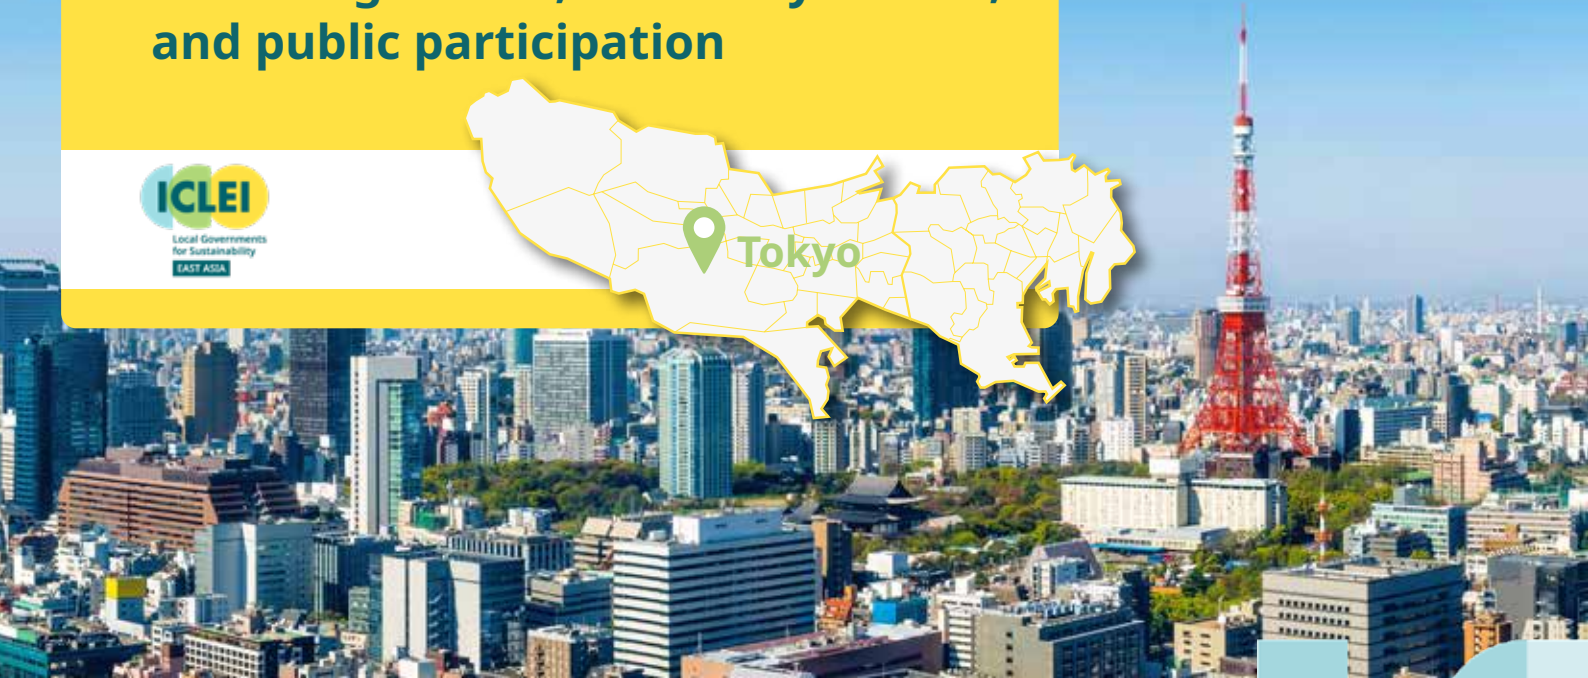 and public participation
ICLEI
Local Governments
for Sustainability
EAST ASIA
Tokyo